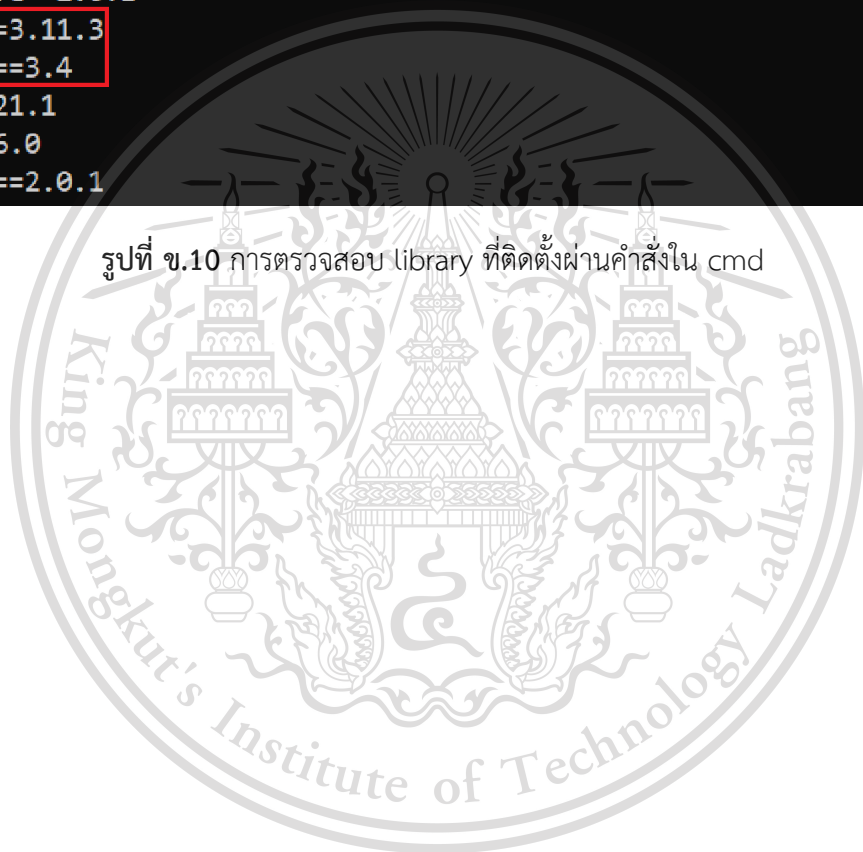 =3.11.3
==3.4
21.1
6.0
==2.0.1
รูปที่ ข.10 การตรวจสอบ library ที่ติดตั้งผ่านคำสั่งใน cmd
King Mongkut's Institute of Technology Ladkrabang